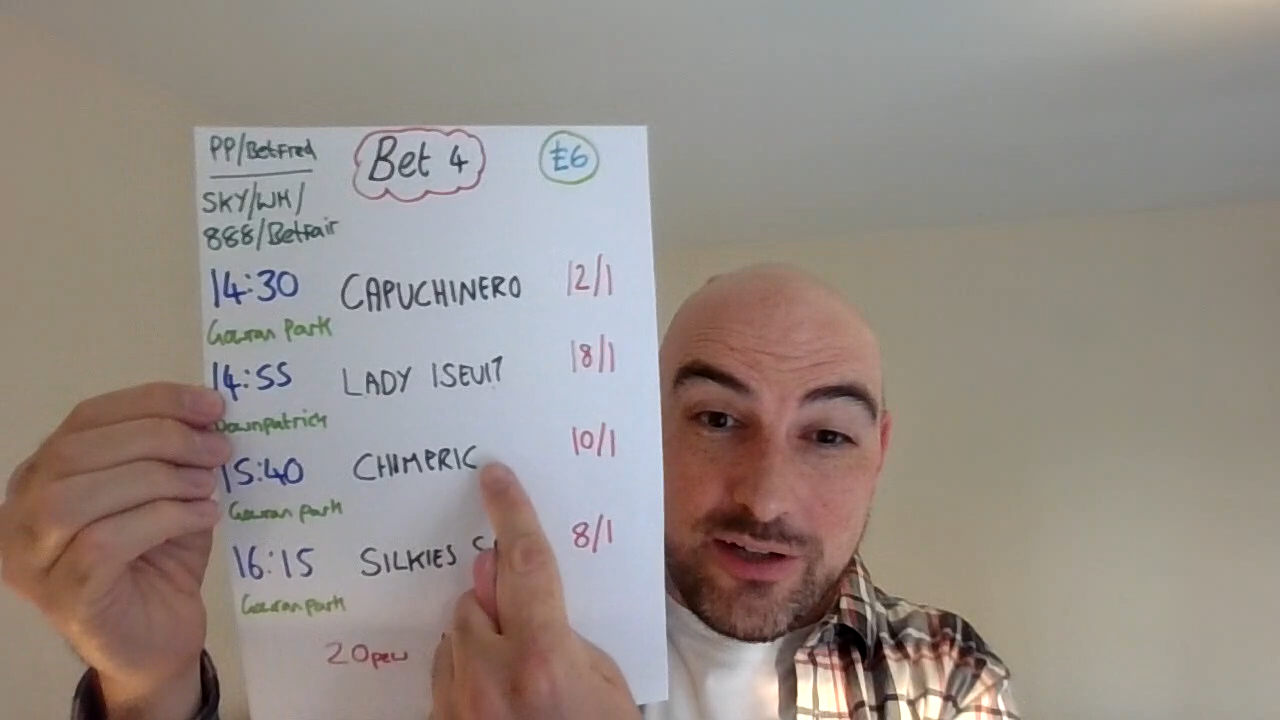 PP/BetFred
Bet 4
£6
SKY/WH/
888/Betfair
14:30 CAPUCHINERO 12/1
Gowran Park
14:55 LADY ISEUIT 18/1
Downpatrick
15:40 CHIMERIC 10/1
Gowran park
16:15 SILKIES 8/1
Gowran park
20pew